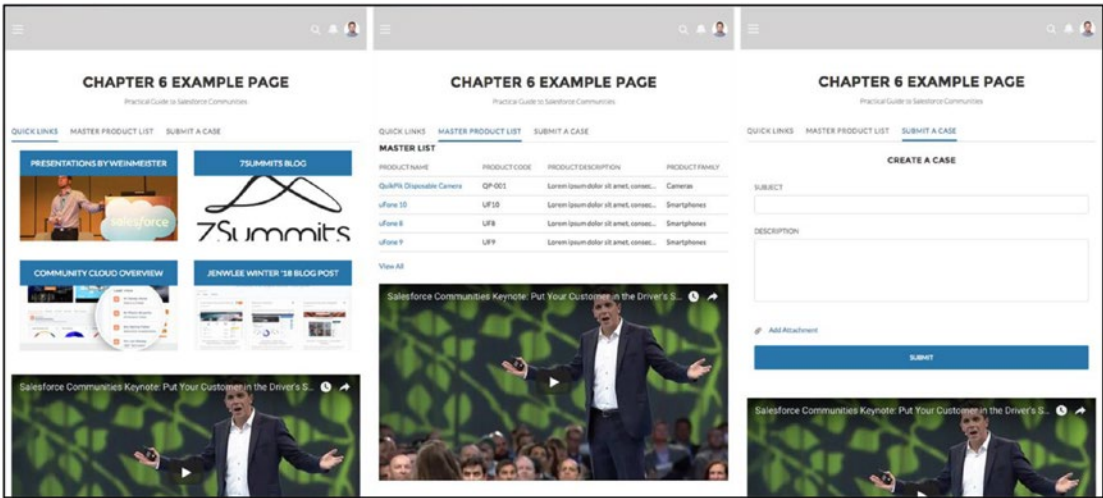 CHAPTER 6 EXAMPLE PAGE
Practical Guide to Salesforce Communities
QUICK LINKS MASTER PRODUCT LIST SUBMIT A CASE
PRESENTATIONS BY WEINMEISTER
7SUMMITS BLOG
salesforce
7Summits
COMMUNITY CLOUD OVERVIEW
JENWLEE WINTER '18 BLOG POST
Salesforce Communities Keynote: Put Your Customer in the Driver's S...
CHAPTER 6 EXAMPLE PAGE
Practical Guide to Salesforce Communities
QUICK LINKS MASTER PRODUCT LIST SUBMIT A CASE
MASTER LIST
PRODUCT NAME PRODUCT CODE PRODUCT DESCRIPTION PRODUCT FAMILY
QuikPik Disposable Camera QP-001 Lorem ipsum dolor sit amet, consec... Cameras
uFone 10 UF10 Lorem ipsum dolor sit amet, consec... Smartphones
uFone 8 UF8 Lorem ipsum dolor sit amet, consec... Smartphones
uFone 9 UF9 Lorem ipsum dolor sit amet, consec... Smartphones
View All
Salesforce Communities Keynote: Put Your Customer in the Driver's S...
CHAPTER 6 EXAMPLE PAGE
Practical Guide to Salesforce Communities
QUICK LINKS MASTER PRODUCT LIST SUBMIT A CASE
CREATE A CASE
SUBJECT
DESCRIPTION
Add Attachment
SUBMIT
Salesforce Communities Keynote: Put Your Customer in the Driver's S...